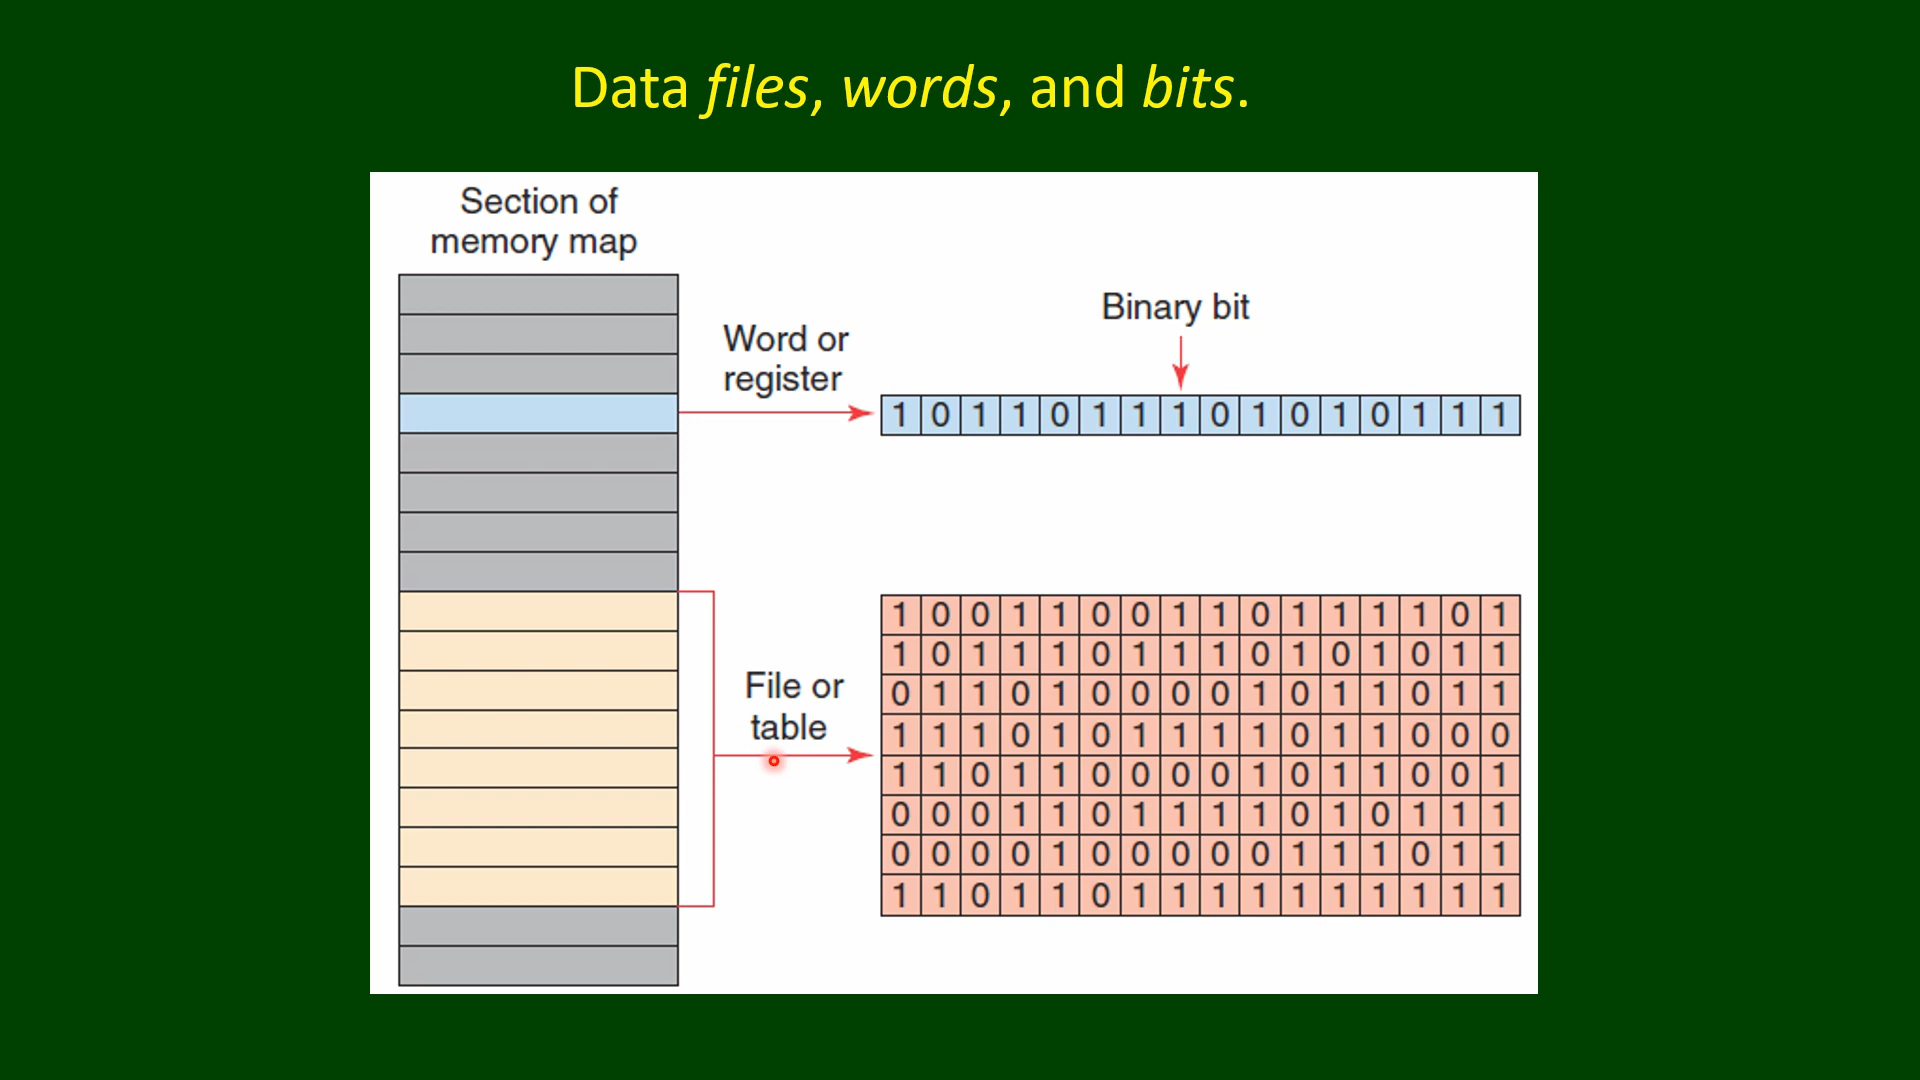 Data files, words, and bits.
Section of
memory map
Word or
register
Binary bit
1 0 1 1 0 1 1 1 0 1 0 1 0 1 1 1
File or
table
1 0 0 1 1 0 0 1 1 0 1 1 1 1 0 1
1 0 1 1 1 0 1 1 1 0 1 0 1 0 1 1
0 1 1 0 1 0 0 0 0 1 0 1 1 0 1 1
1 1 1 0 1 0 1 1 1 1 0 1 1 0 0 0
1 1 0 1 1 0 0 0 0 1 0 1 1 0 0 1
0 0 0 1 1 0 1 1 1 1 0 1 0 1 1 1
0 0 0 0 1 0 0 0 0 0 1 1 1 0 1 1
1 1 0 1 1 0 1 1 1 1 1 1 1 1 1 1